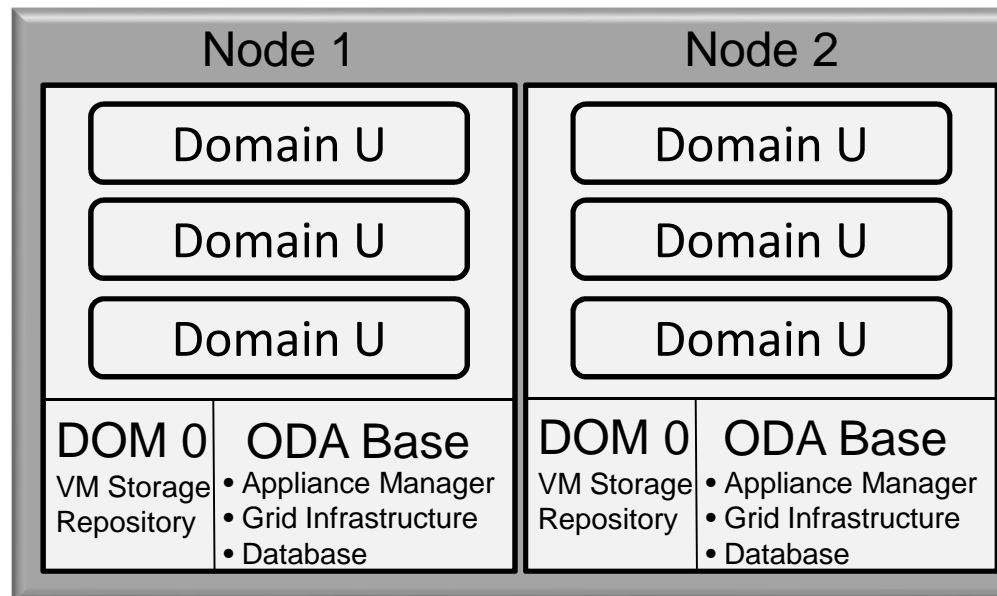 Node 1
Domain U
Domain U
Domain U
DOM 0
VM Storage
Repository
ODA Base
• Appliance Manager
• Grid Infrastructure
• Database
Node 2
Domain U
Domain U
Domain U
DOM 0
VM Storage
Repository
ODA Base
• Appliance Manager
• Grid Infrastructure
• Database